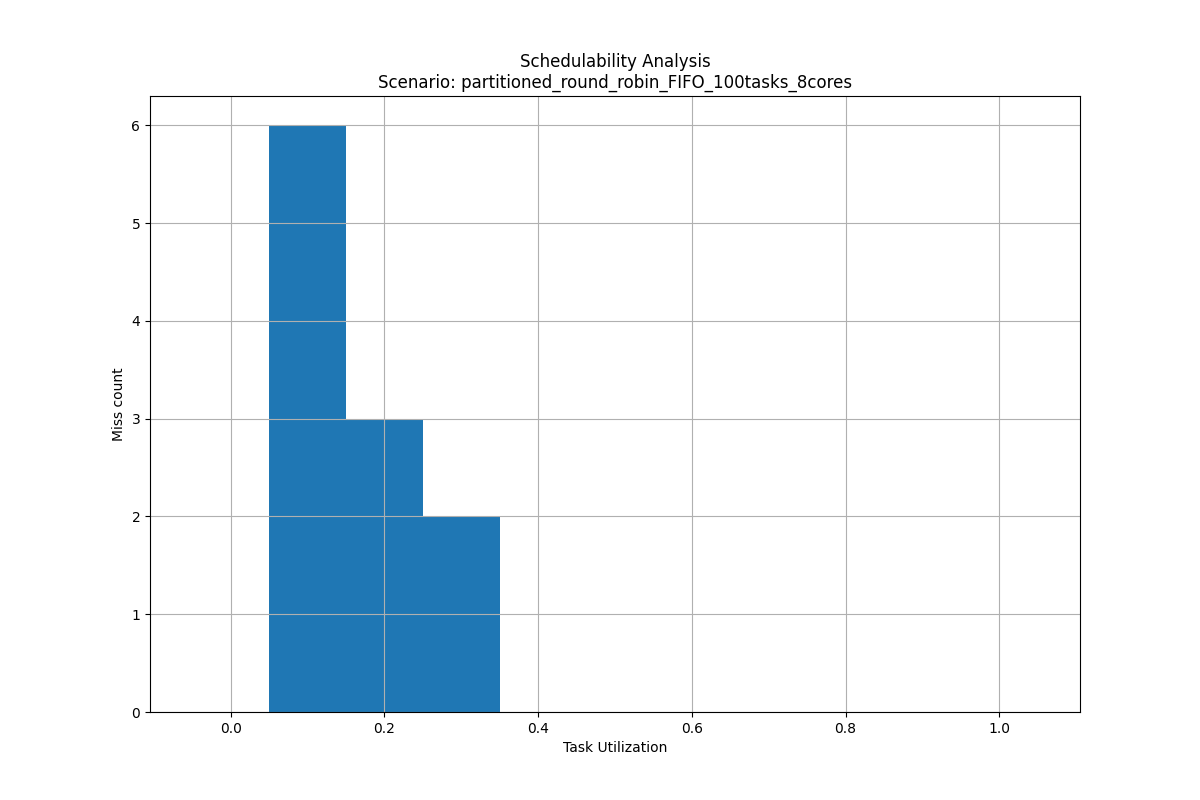 Schedulability Analysis
Scenario: partitioned_round_robin_FIFO_100tasks_8cores
6
5
4
3
2
1
0
Miss count
0.0 0.2 0.4 0.6 0.8 1.0
Task Utilization